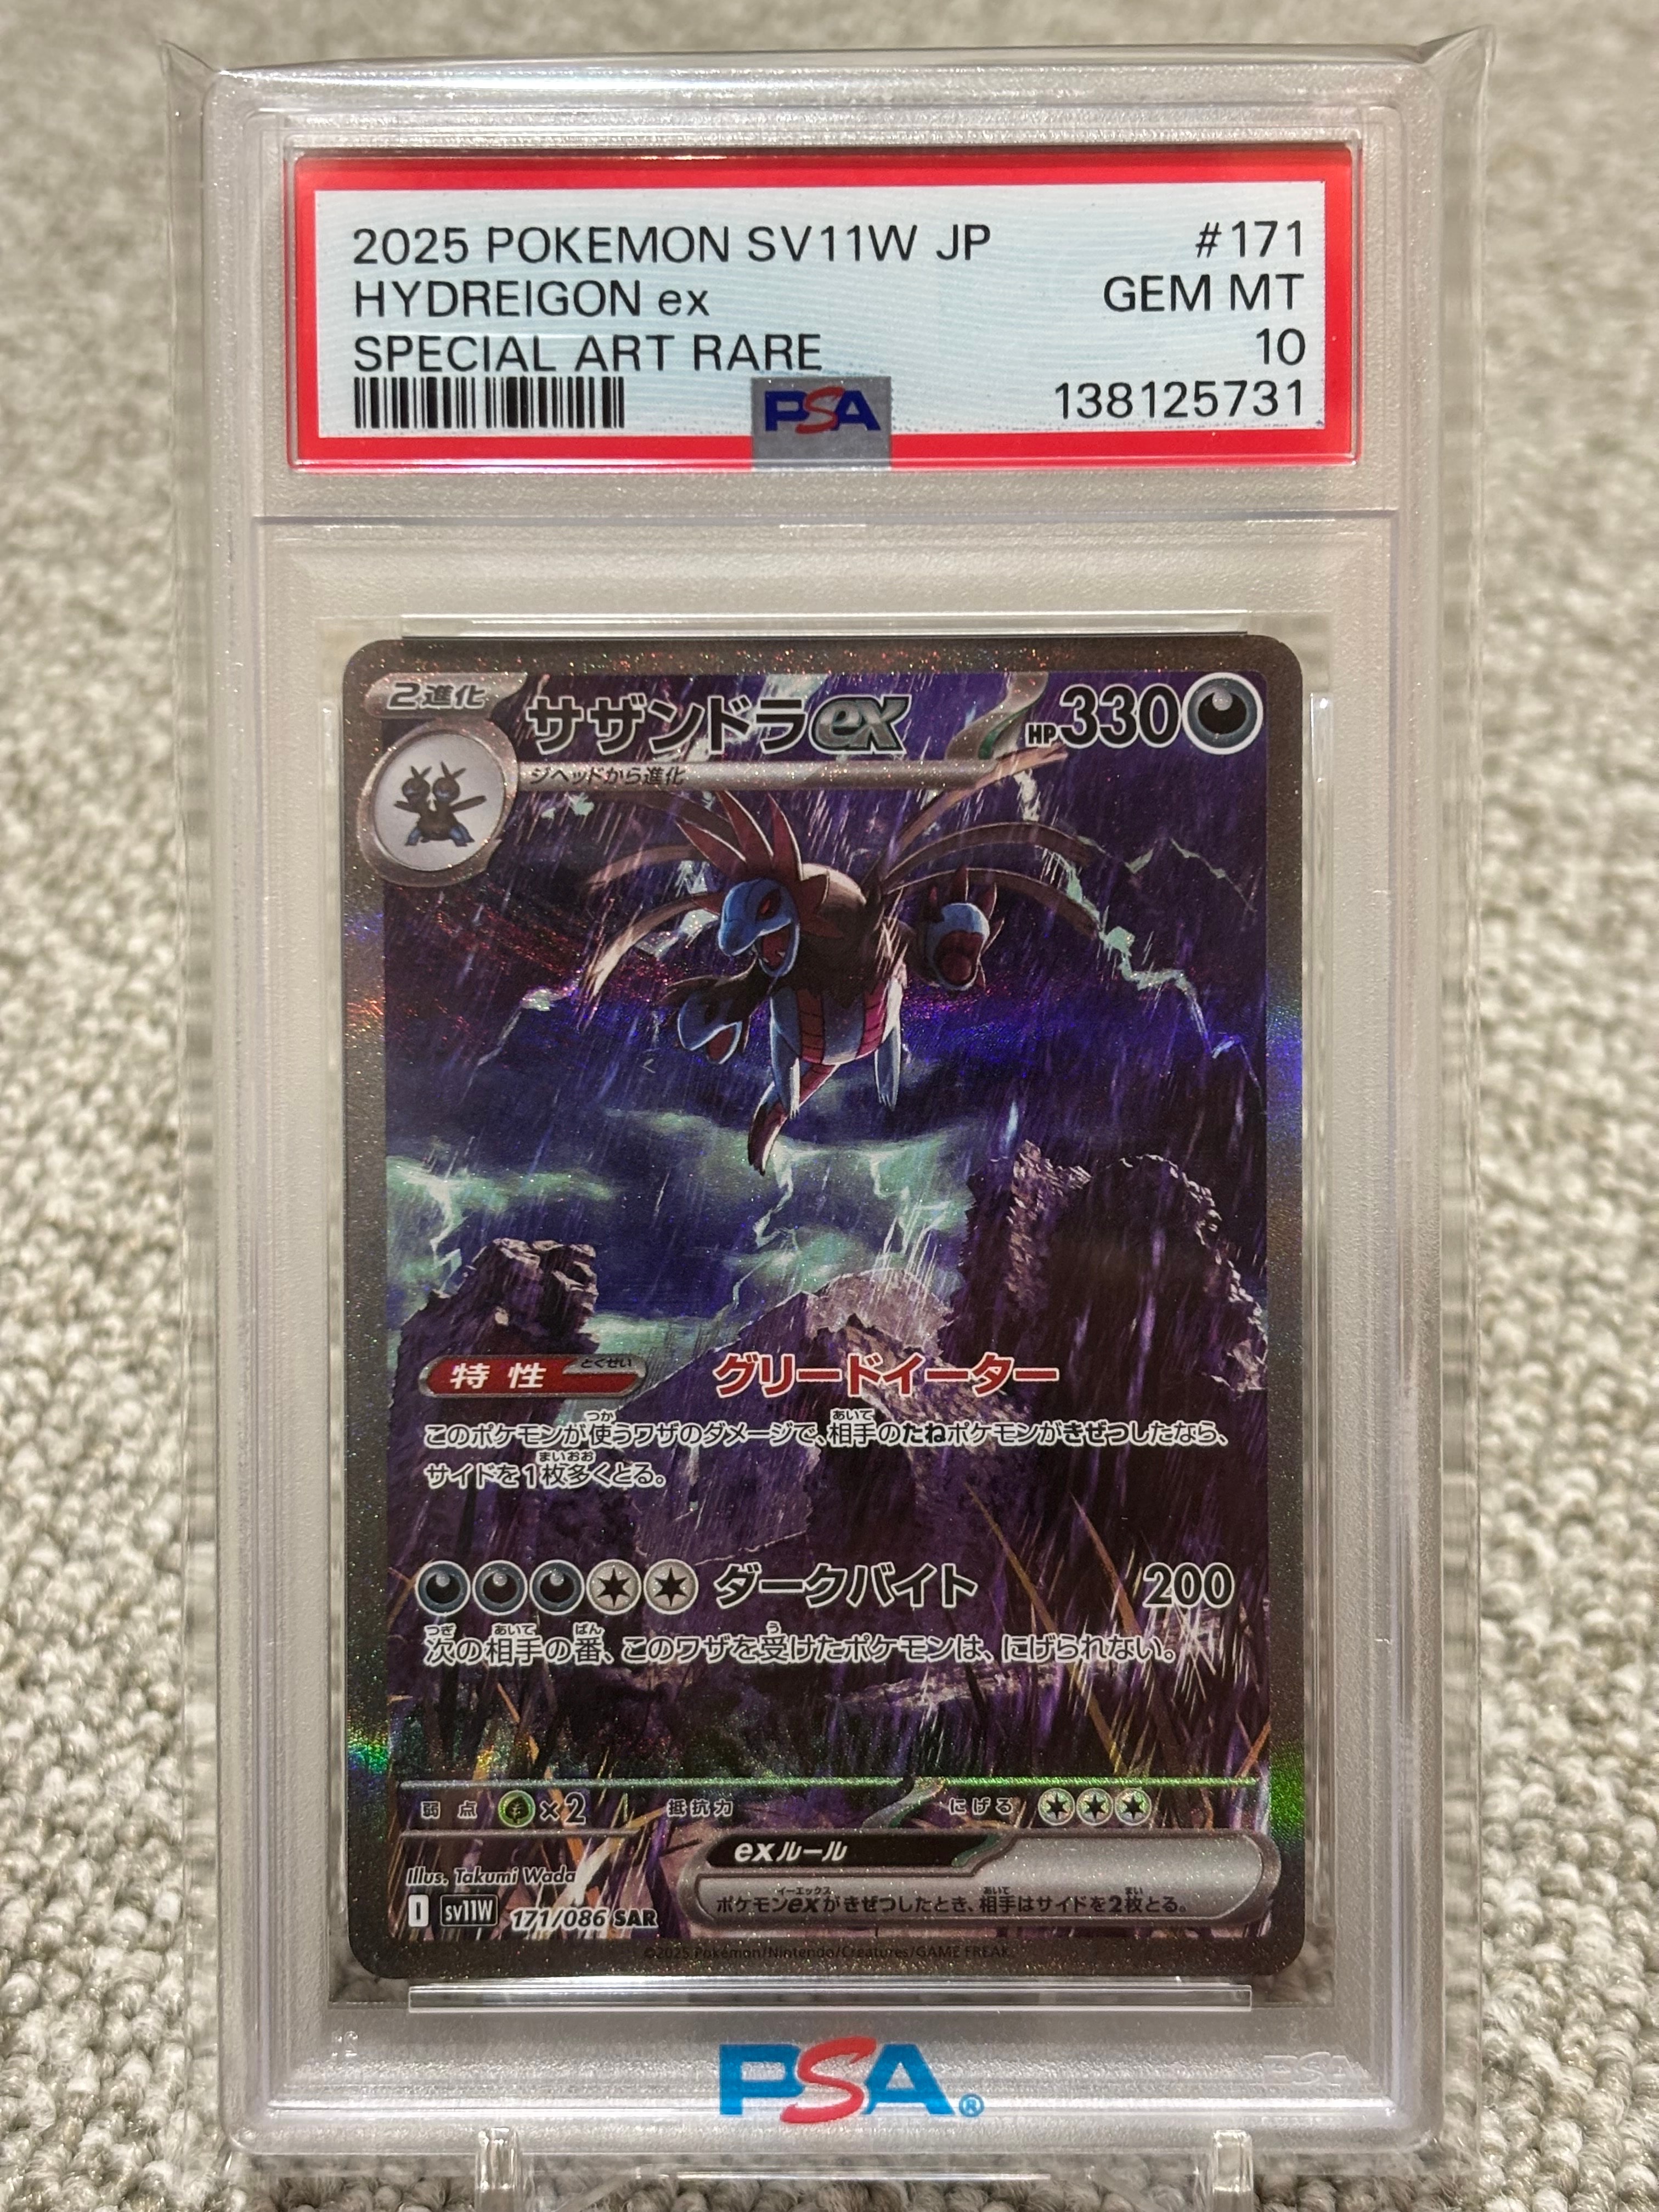 2025 POKEMON SV11W JP #171
HYDREIGON ex GEM MT
SPECIAL ART RARE 10
PSA 138125731
2進化 サザンドラex HP330
ジヘッドから進化
特性 とくせい グリードイーター
このポケモンが使うワザのダメージで、相手のたねポケモンがきぜつしたなら、
サイドを1枚多くとる。
ダークバイト 200
次の相手の番、このワザを受けたポケモンは、にげられない。
弱点 ×2 抵抗力 にげる
exルール
ポケモンexがきぜつしたとき、相手はサイドを2枚とる。
Illus. Takumi Wada
I sv11W 171/086 SAR
©2025 Pokémon/Nintendo/Creatures/GAME FREAK
PSA®